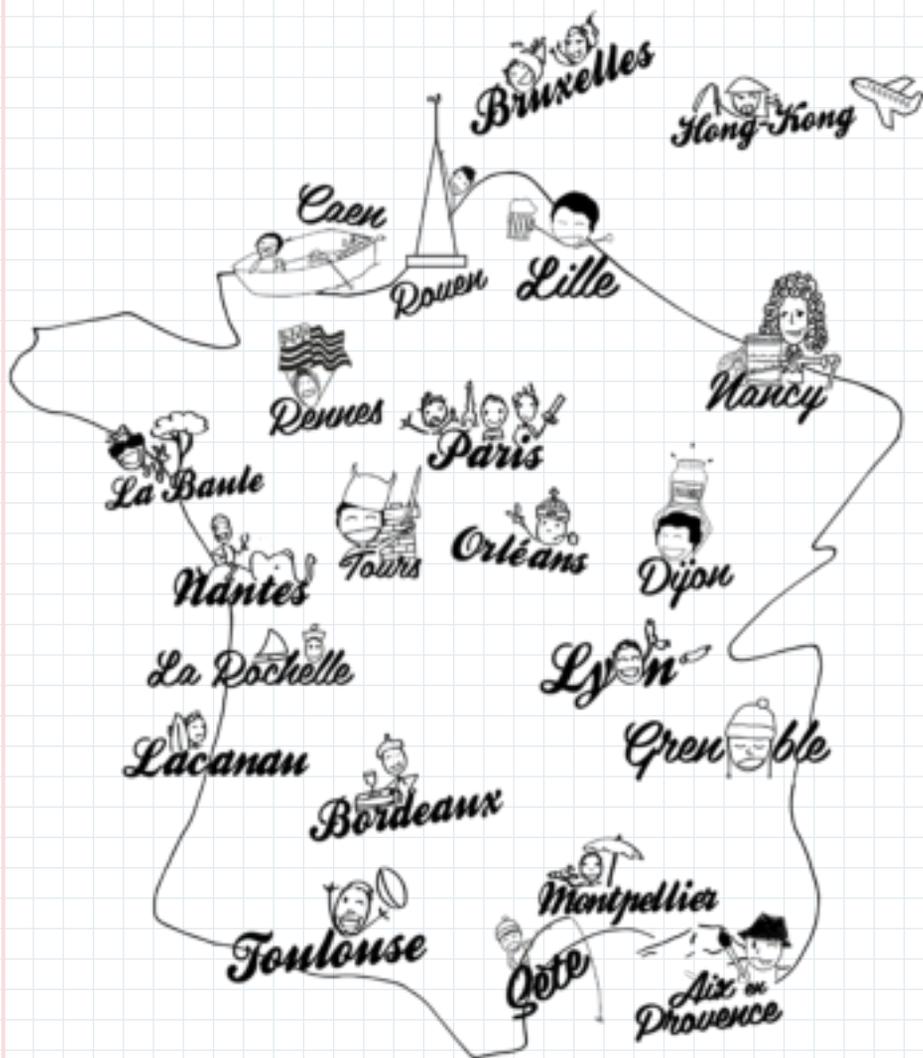 Bruxelles
Hong-Kong
Caen
Rouen
Lille
Rennes
Paris
Nancy
La Baule
Nantes
Tours
Orléans
Dijon
La Rochelle
Lyon
Lacanau
Grenoble
Bordeaux
Montpellier
Toulouse
Sète
Aix en
Provence